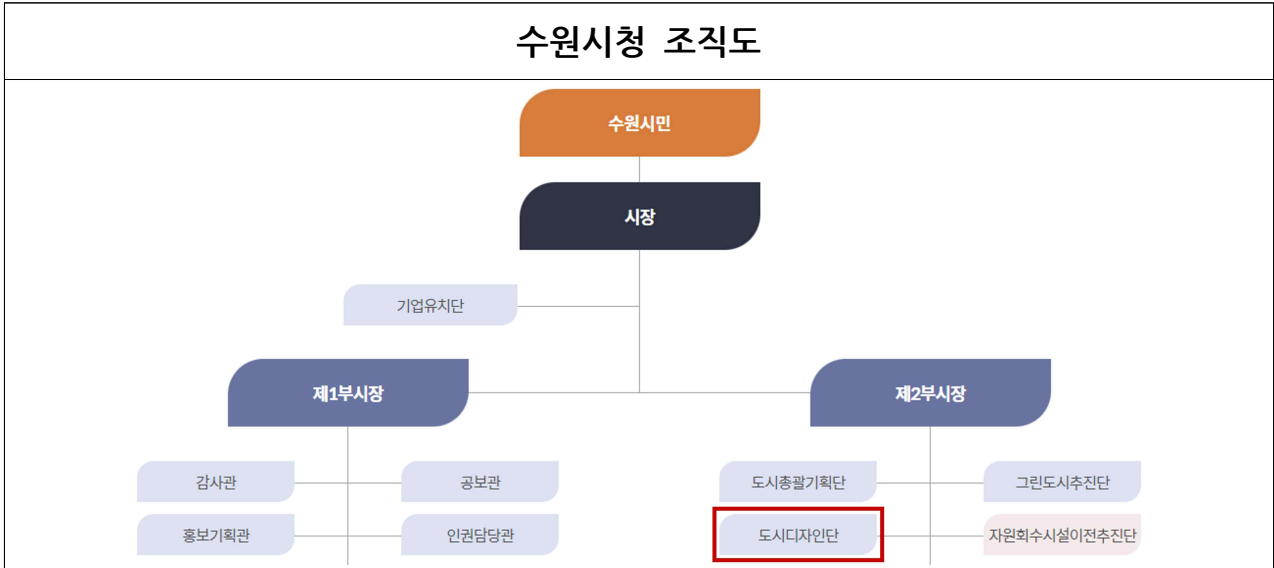 수원시청 조직도
수원시민
시장
기업유치단
제1부시장
제2부시장
감사관
공보관
도시총괄기획단
그린도시추진단
홍보기획관
인권담당관
도시디자인단
자원회수시설이전추진단